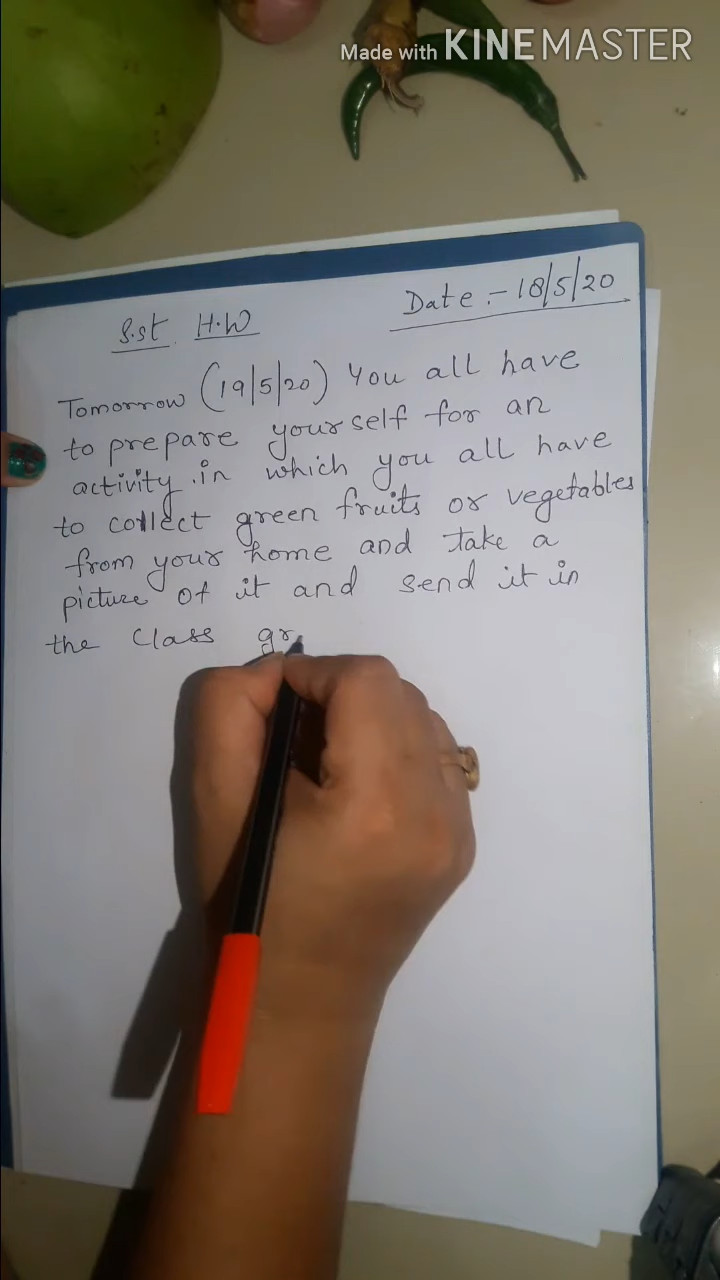 Made with KINEMASTER
S.st H.W
Date :- 18/5/20
Tomorrow (19/5/20) You all have
to prepare yourself for an
activity in which you all have
to collect green fruits or vegetables
from your home and take a
picture of it and send it in
the Class gr